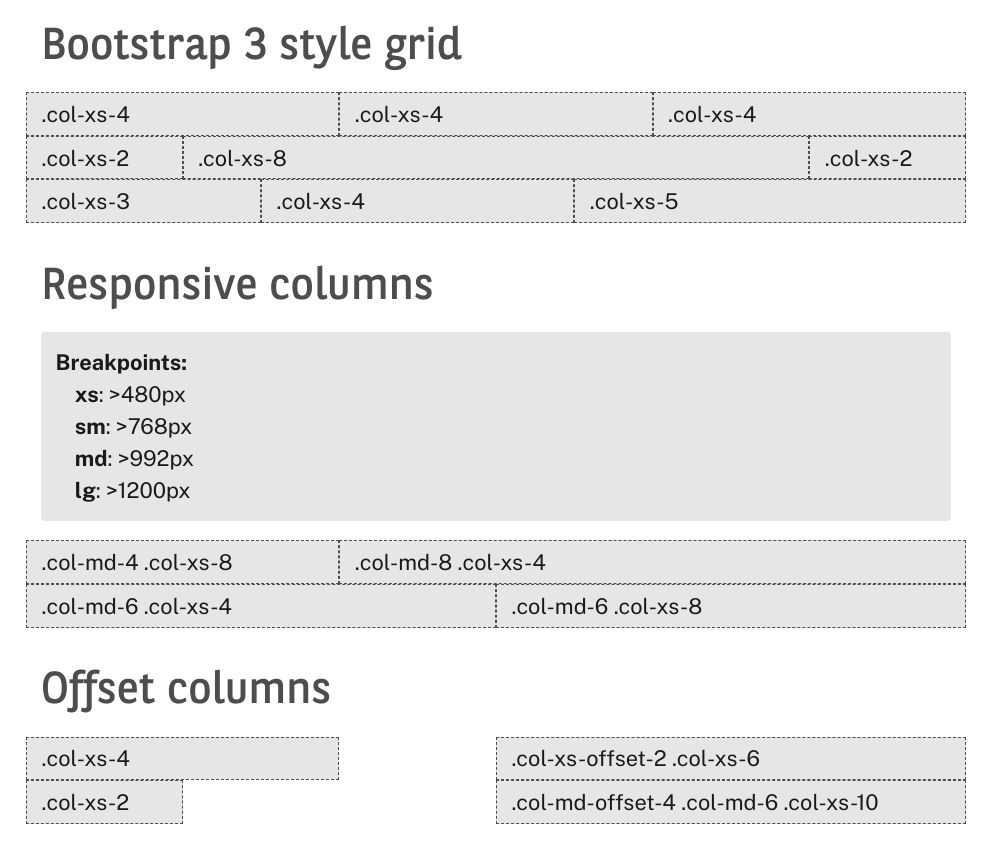 Bootstrap 3 style grid
.col-xs-4 .col-xs-4 .col-xs-4
.col-xs-2 .col-xs-8 .col-xs-2
.col-xs-3 .col-xs-4 .col-xs-5
Responsive columns
Breakpoints:
xs: >480px
sm: >768px
md: >992px
lg: >1200px
.col-md-4 .col-xs-8 .col-md-8 .col-xs-4
.col-md-6 .col-xs-4 .col-md-6 .col-xs-8
Offset columns
.col-xs-4 .col-xs-offset-2 .col-xs-6
.col-xs-2 .col-md-offset-4 .col-md-6 .col-xs-10